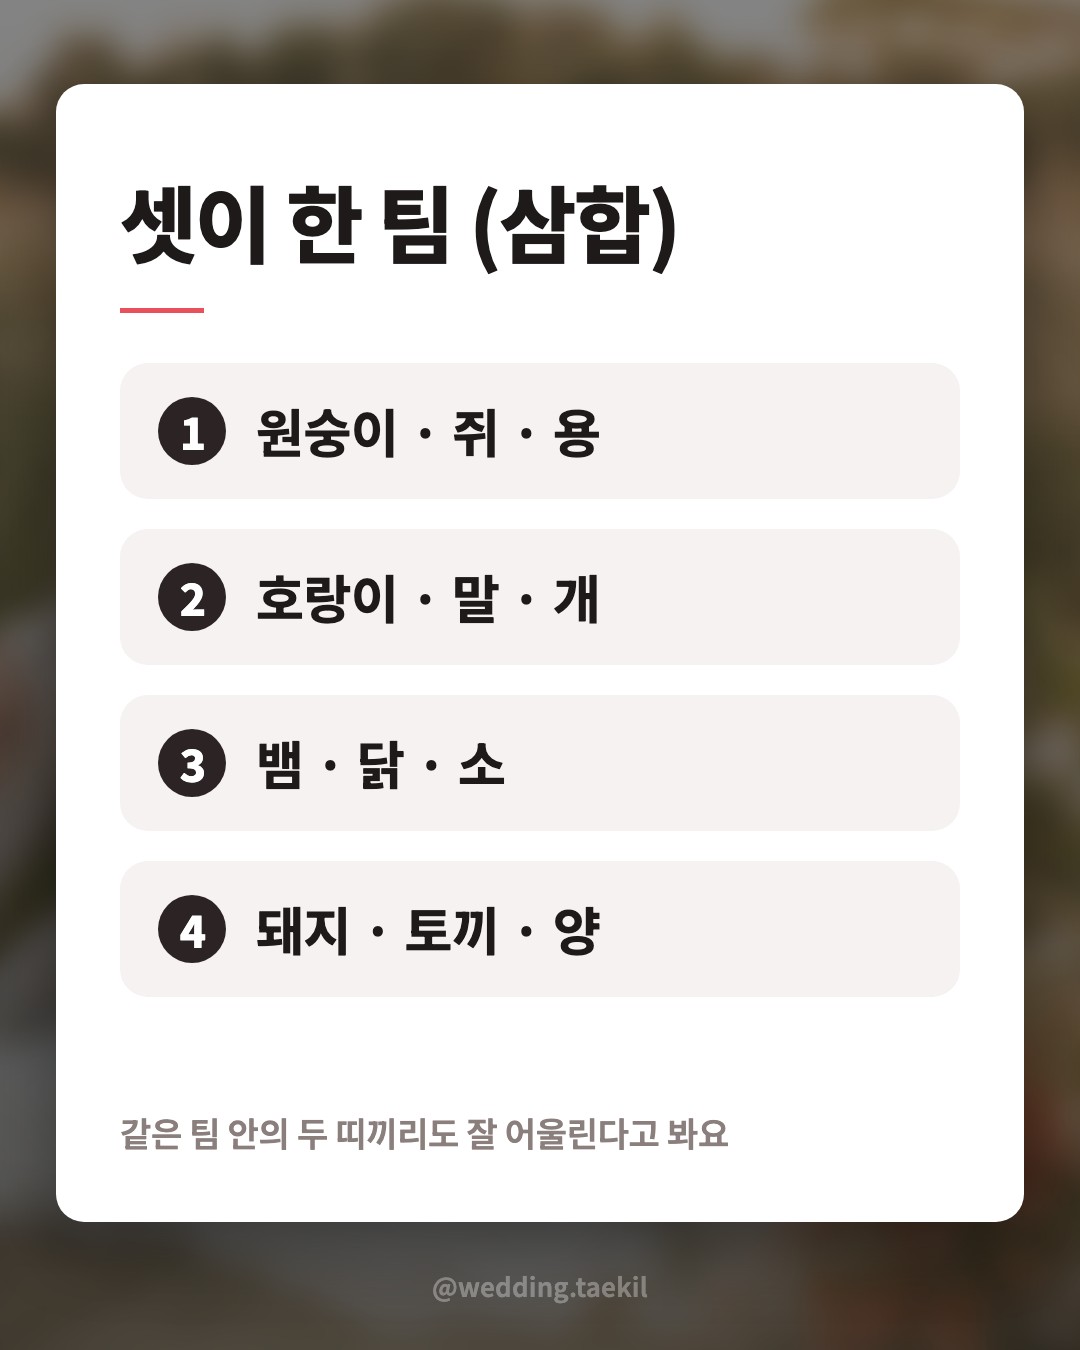 셋이 한 팀 (삼합)
1 원숭이 · 쥐 · 용
2 호랑이 · 말 · 개
3 뱀 · 닭 · 소
4 돼지 · 토끼 · 양
같은 팀 안의 두 띠끼리도 잘 어울린다고 봐요
@wedding.taekil